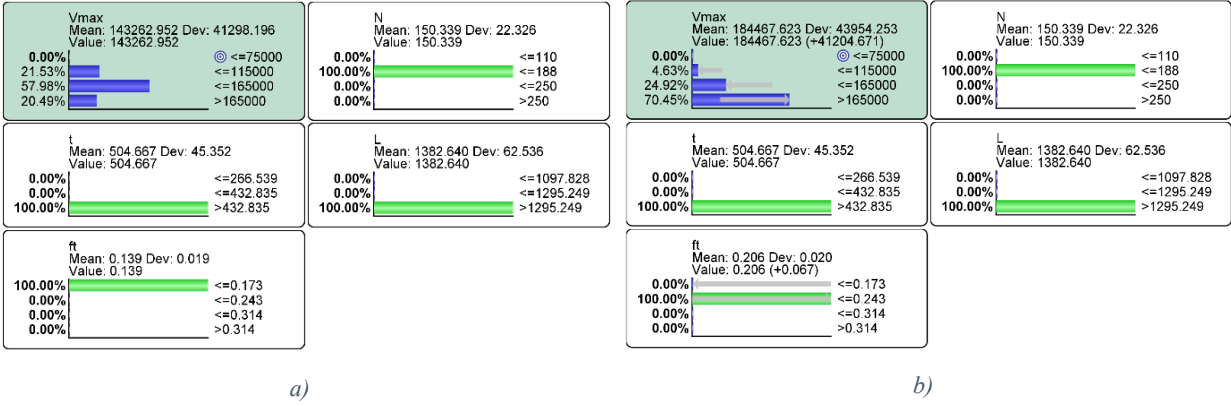 Vmax
Mean: 143262.952 Dev: 41298.196
Value: 143262.952
0.00% <=75000
21.53% <=115000
57.98% <=165000
20.49% >165000
N
Mean: 150.339 Dev: 22.326
Value: 150.339
0.00% <=110
100.00% <=188
0.00% <=250
0.00% >250
t
Mean: 504.667 Dev: 45.352
Value: 504.667
0.00% <=266.539
0.00% <=432.835
100.00% >432.835
L
Mean: 1382.640 Dev: 62.536
Value: 1382.640
0.00% <=1097.828
0.00% <=1295.249
100.00% >1295.249
ft
Mean: 0.139 Dev: 0.019
Value: 0.139
100.00% <=0.173
0.00% <=0.243
0.00% <=0.314
0.00% >0.314
a)
Vmax
Mean: 184467.623 Dev: 43954.253
Value: 184467.623 (+41204.671)
0.00% <=75000
4.63% <=115000
24.92% <=165000
70.45% >165000
N
Mean: 150.339 Dev: 22.326
Value: 150.339
0.00% <=110
100.00% <=188
0.00% <=250
0.00% >250
t
Mean: 504.667 Dev: 45.352
Value: 504.667
0.00% <=266.539
0.00% <=432.835
100.00% >432.835
L
Mean: 1382.640 Dev: 62.536
Value: 1382.640
0.00% <=1097.828
0.00% <=1295.249
100.00% >1295.249
ft
Mean: 0.206 Dev: 0.020
Value: 0.206 (+0.067)
0.00% <=0.173
100.00% <=0.243
0.00% <=0.314
0.00% >0.314
b)